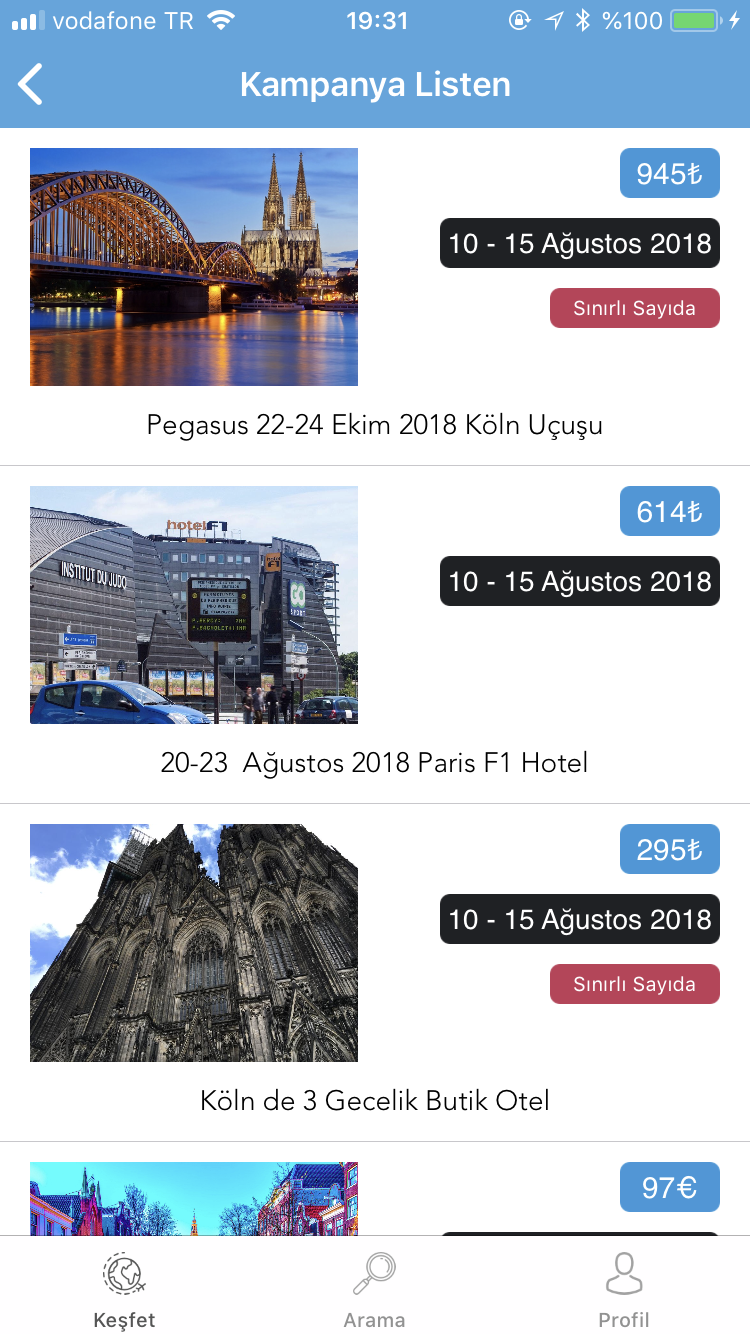 vodafone TR 19:31 %100
Kampanya Listen
945₺
10 - 15 Ağustos 2018
Sınırlı Sayıda
Pegasus 22-24 Ekim 2018 Köln Uçuşu
hotelF1
INSTITUT DU JUDO
614₺
10 - 15 Ağustos 2018
20-23 Ağustos 2018 Paris F1 Hotel
295₺
10 - 15 Ağustos 2018
Sınırlı Sayıda
Köln de 3 Gecelik Butik Otel
97€
Keşfet Arama Profil